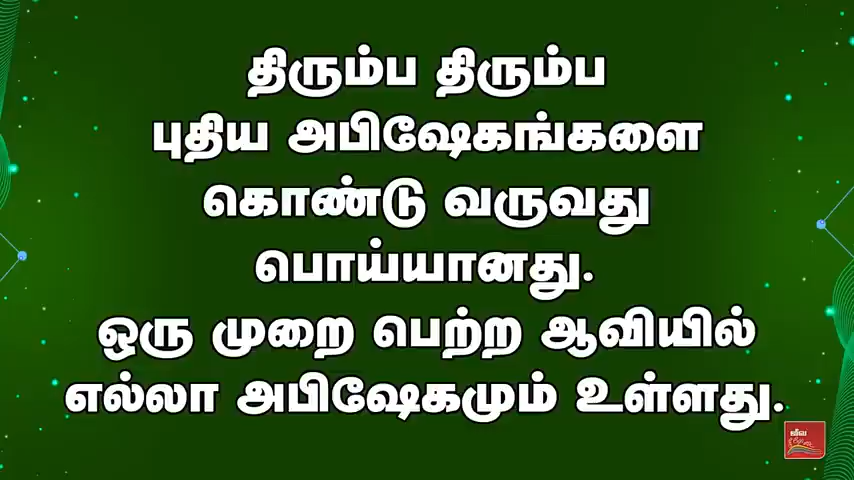 திரும்ப திரும்ப
புதிய அபிஷேகங்களை
கொண்டு வருவது
பொய்யானது.
ஒரு முறை பெற்ற ஆவியில்
எல்லா அபிஷேகமும் உள்ளது.
ஜீவ